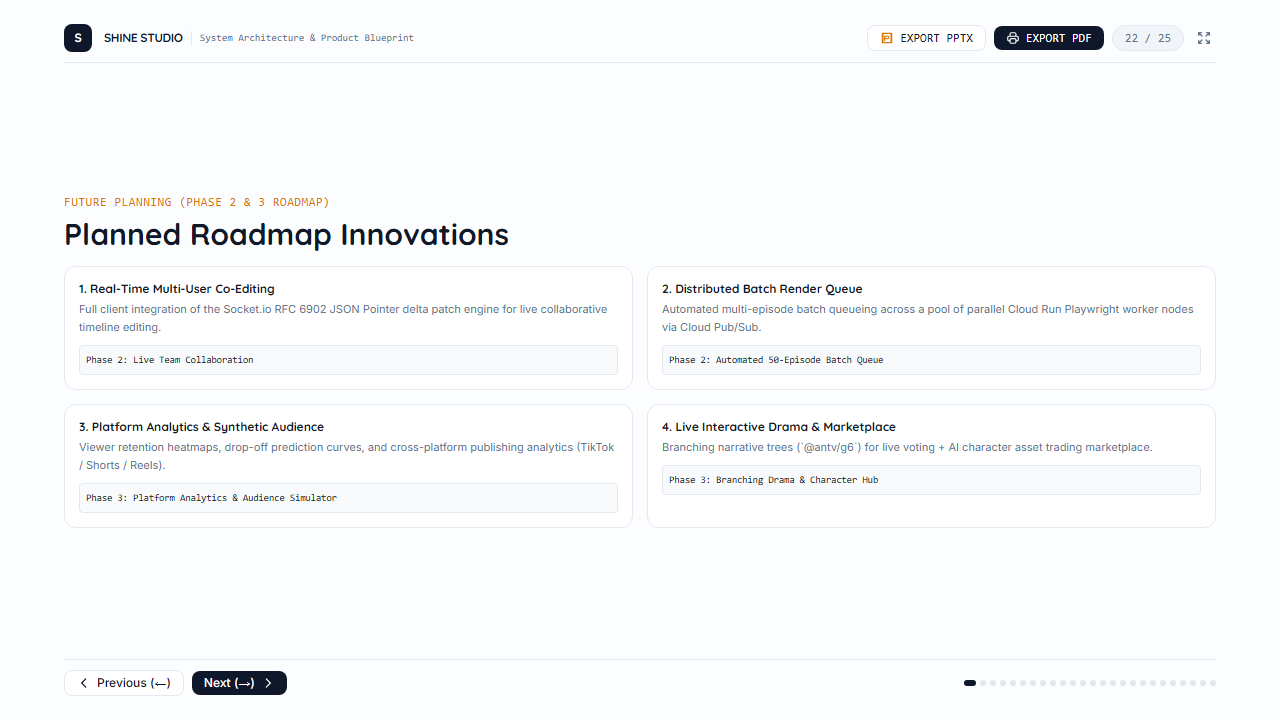 S SHINE STUDIO System Architecture & Product Blueprint EXPORT PPTX EXPORT PDF 22 / 25
FUTURE PLANNING (PHASE 2 & 3 ROADMAP)
Planned Roadmap Innovations
1. Real-Time Multi-User Co-Editing
Full client integration of the Socket.io RFC 6902 JSON Pointer delta patch engine for live collaborative
timeline editing.
Phase 2: Live Team Collaboration
2. Distributed Batch Render Queue
Automated multi-episode batch queueing across a pool of parallel Cloud Run Playwright worker nodes
via Cloud Pub/Sub.
Phase 2: Automated 50-Episode Batch Queue
3. Platform Analytics & Synthetic Audience
Viewer retention heatmaps, drop-off prediction curves, and cross-platform publishing analytics (TikTok
/ Shorts / Reels).
Phase 3: Platform Analytics & Audience Simulator
4. Live Interactive Drama & Marketplace
Branching narrative trees (`@antv/g6`) for live voting + AI character asset trading marketplace.
Phase 3: Branching Drama & Character Hub
Previous (←) Next (→)